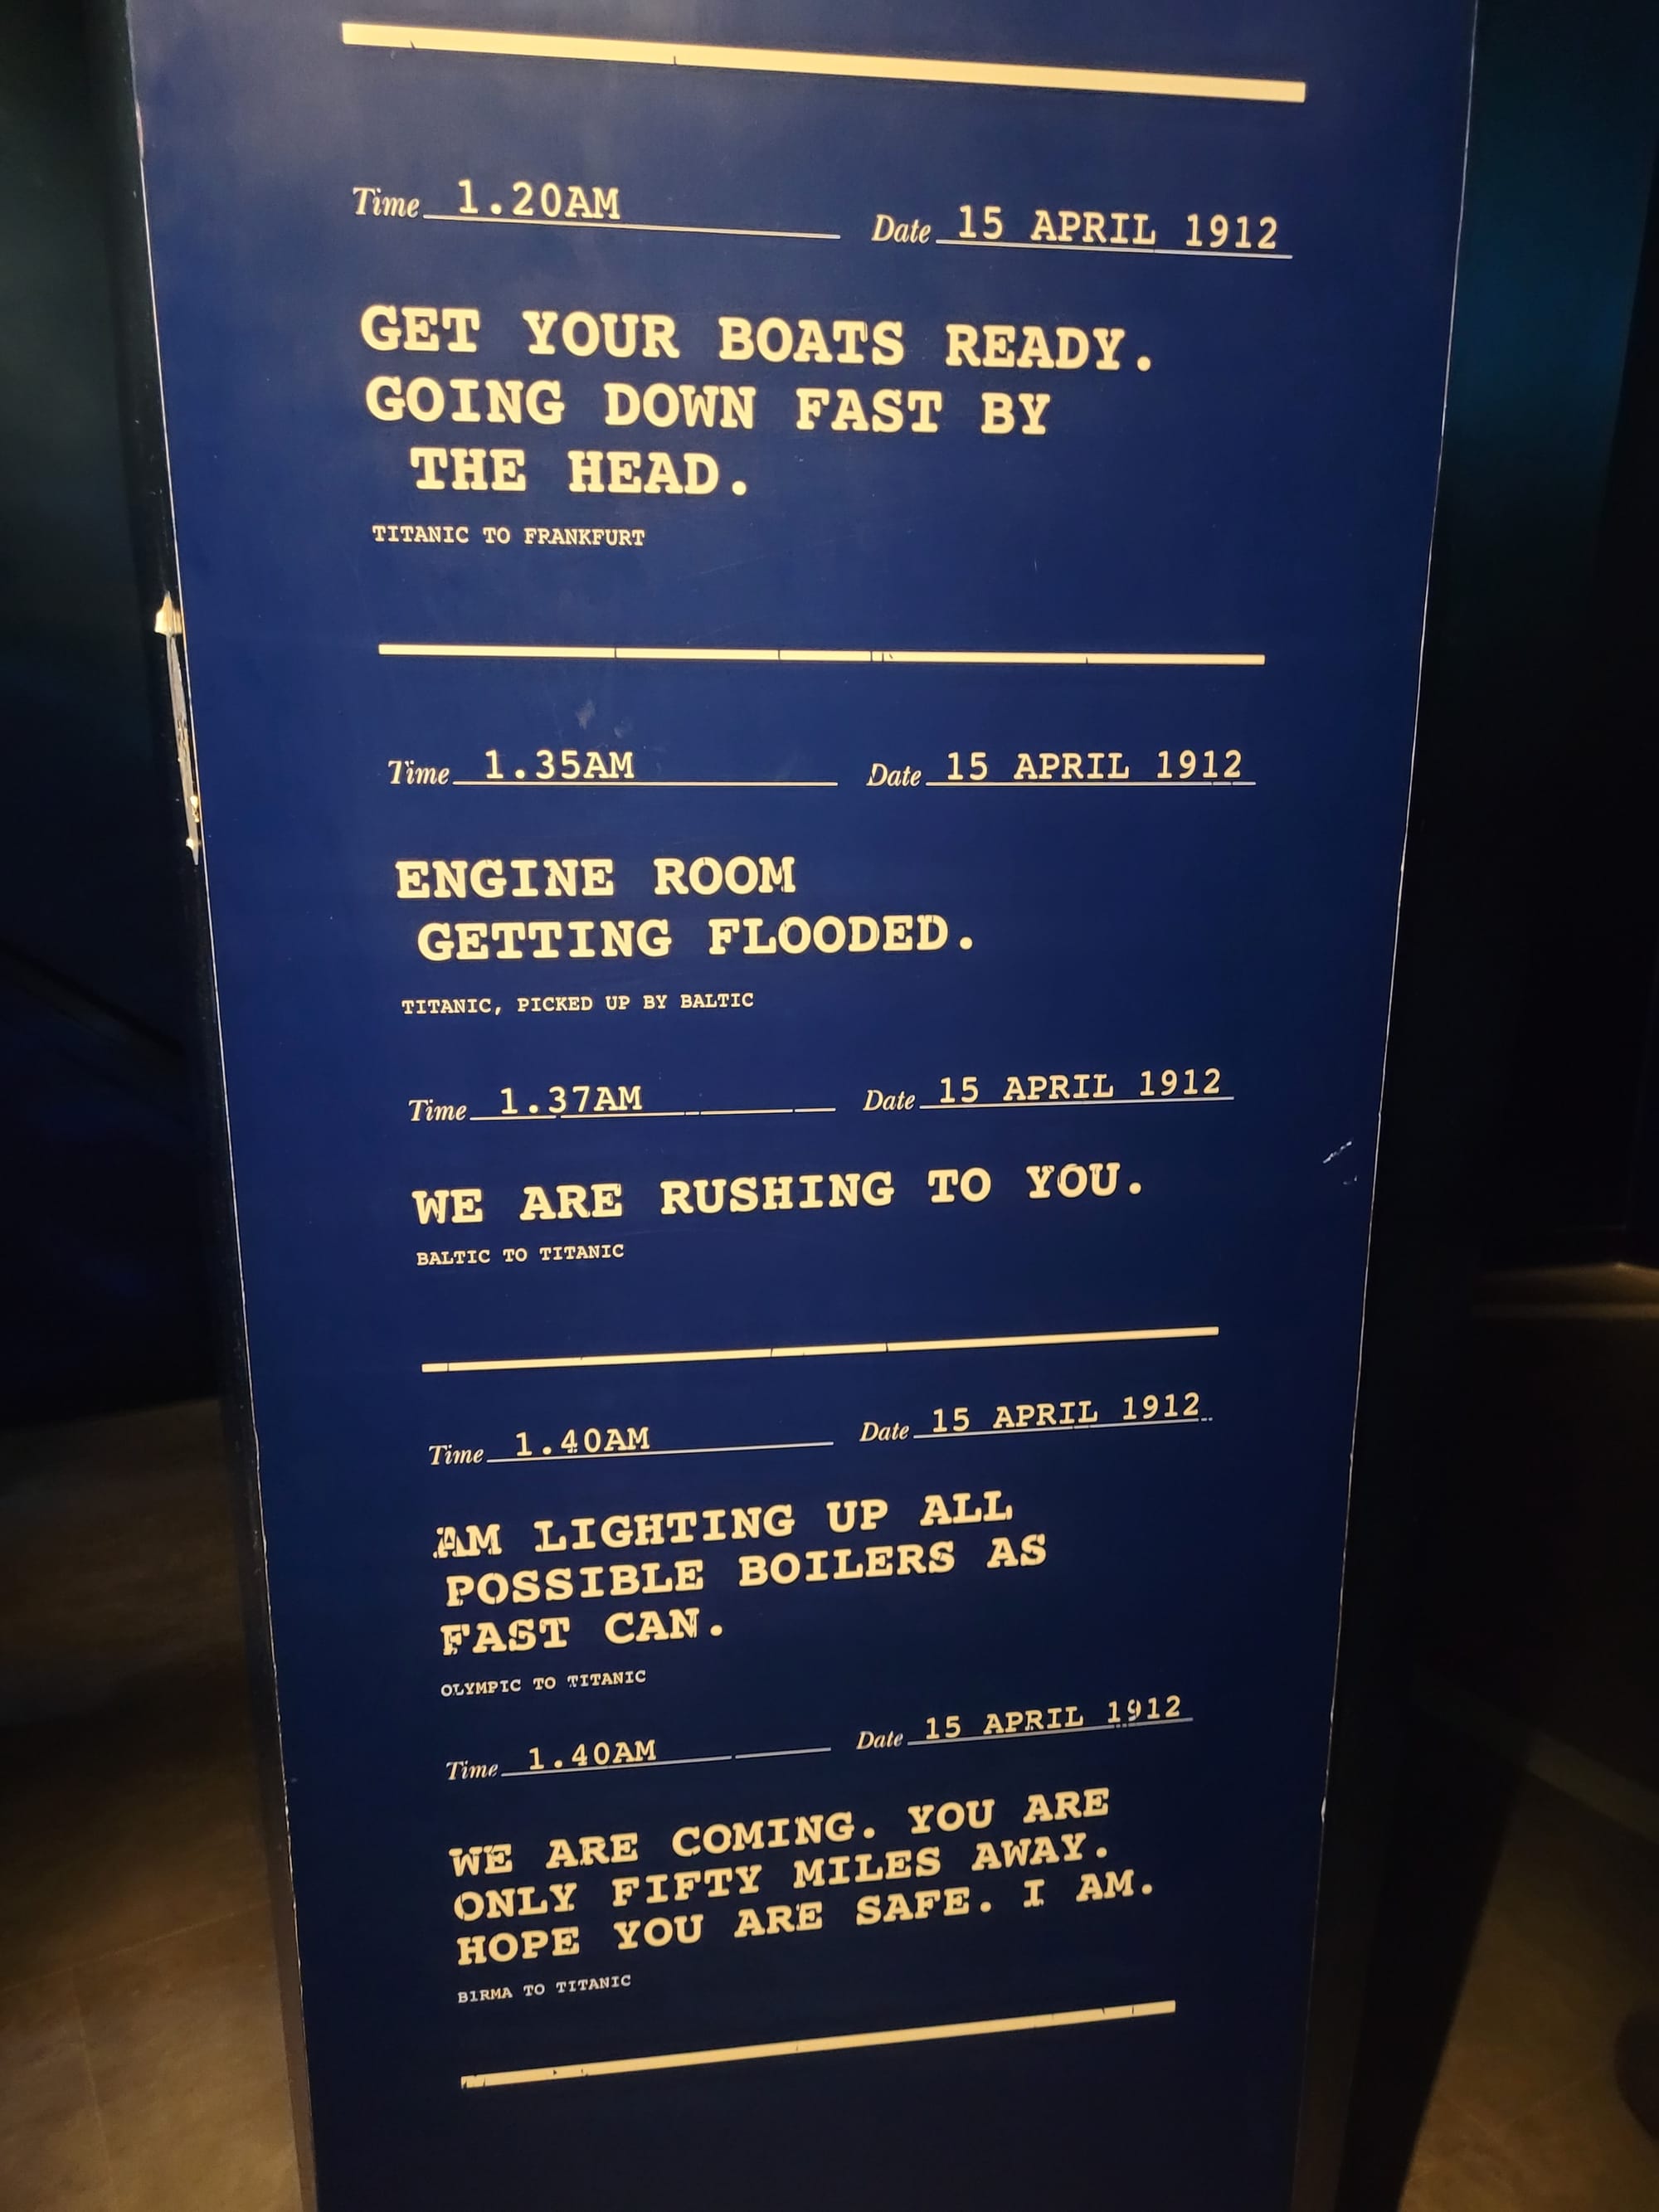 Time 1.20AM Date 15 APRIL 1912
GET YOUR BOATS READY.
GOING DOWN FAST BY
THE HEAD.
TITANIC TO FRANKFURT
Time 1.35AM Date 15 APRIL 1912
ENGINE ROOM
GETTING FLOODED.
TITANIC, PICKED UP BY BALTIC
Time 1.37AM Date 15 APRIL 1912
WE ARE RUSHING TO YOU.
BALTIC TO TITANIC
Time 1.40AM Date 15 APRIL 1912
AM LIGHTING UP ALL
POSSIBLE BOILERS AS
FAST CAN.
OLYMPIC TO TITANIC
Time 1.40AM Date 15 APRIL 1912
WE ARE COMING. YOU ARE
ONLY FIFTY MILES AWAY.
HOPE YOU ARE SAFE. I AM.
B1RMA TO TITANIC